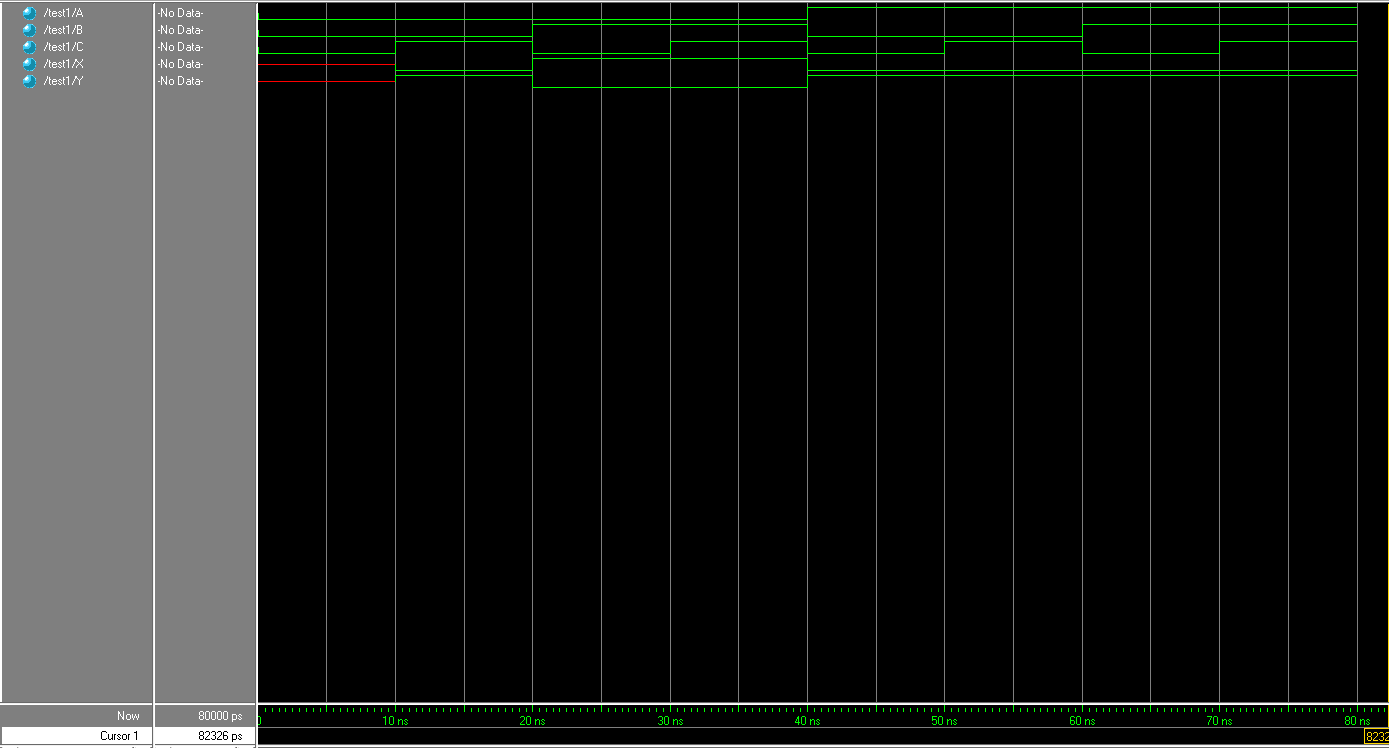 /test1/A -No Data-
/test1/B -No Data-
/test1/C -No Data-
/test1/X -No Data-
/test1/Y -No Data-
Now 80000 ps 0 10 ns 20 ns 30 ns 40 ns 50 ns 60 ns 70 ns 80 ns
Cursor 1 82326 ps 8232